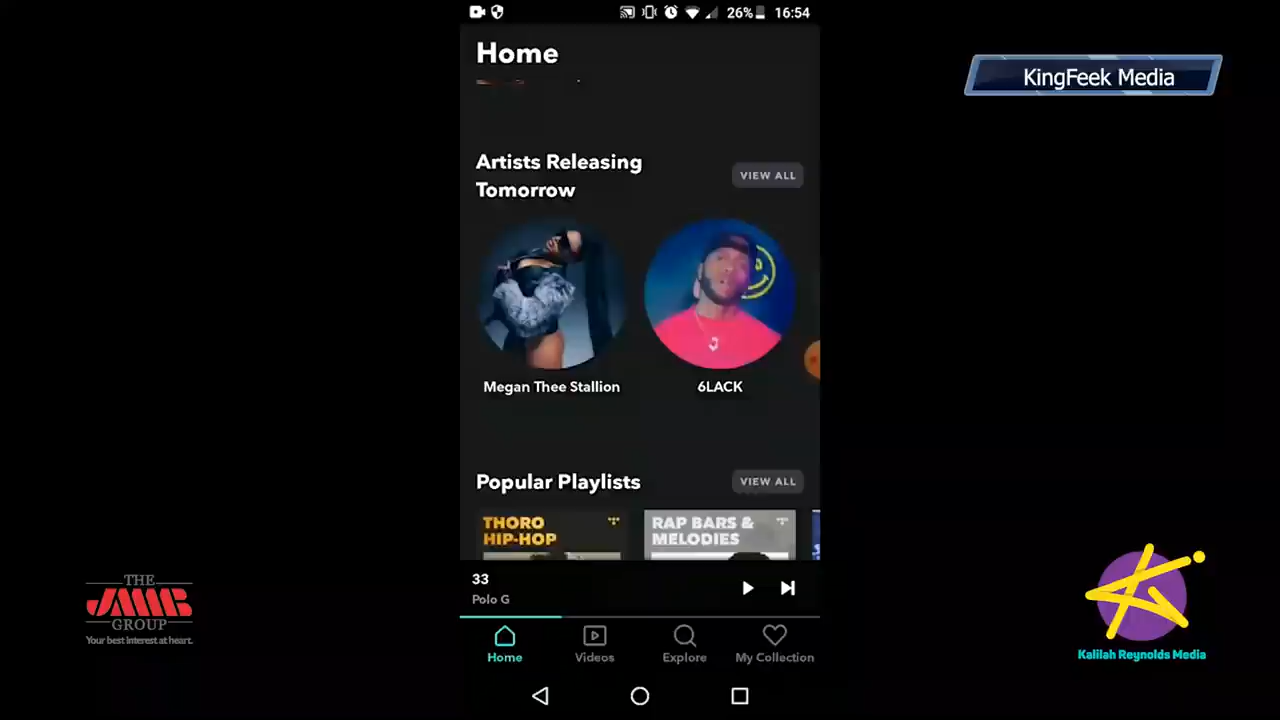 26% 16:54
Home
KingFeek Media
Artists Releasing
Tomorrow
VIEW ALL
Megan Thee Stallion
6LACK
Popular Playlists
VIEW ALL
THORO
HIP-HOP
RAP BARS &
MELODIES
33
Polo G
Home
Videos
Explore
My Collection
THE
JMMB
GROUP
Your best interest at heart.
Kalilah Reynolds Media